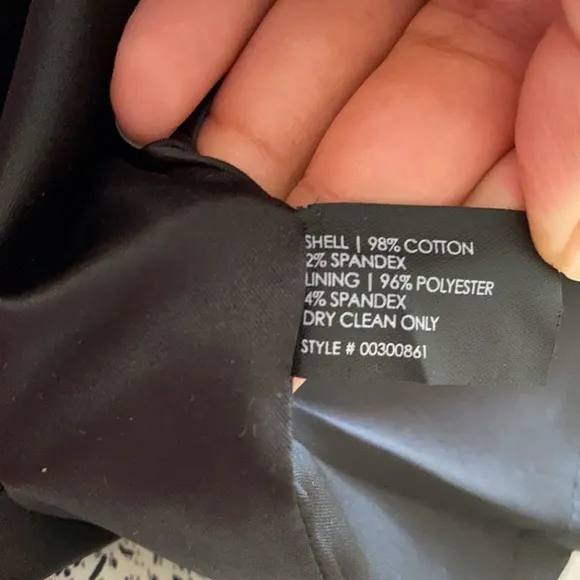 SHELL | 98% COTTON
2% SPANDEX
LINING | 96% POLYESTER
4% SPANDEX
DRY CLEAN ONLY
STYLE # 00300861